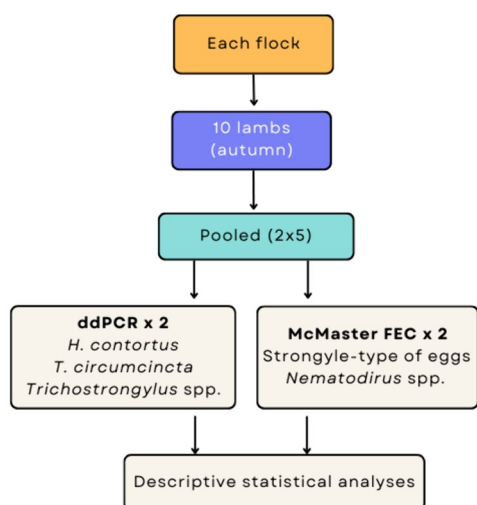 Each flock
10 lambs
(autumn)
Pooled (2x5)
ddPCR x 2
H. contortus
T. circumcincta
Trichostrongylus spp.
McMaster FEC x 2
Strongyle-type of eggs
Nematodirus spp.
Descriptive statistical analyses